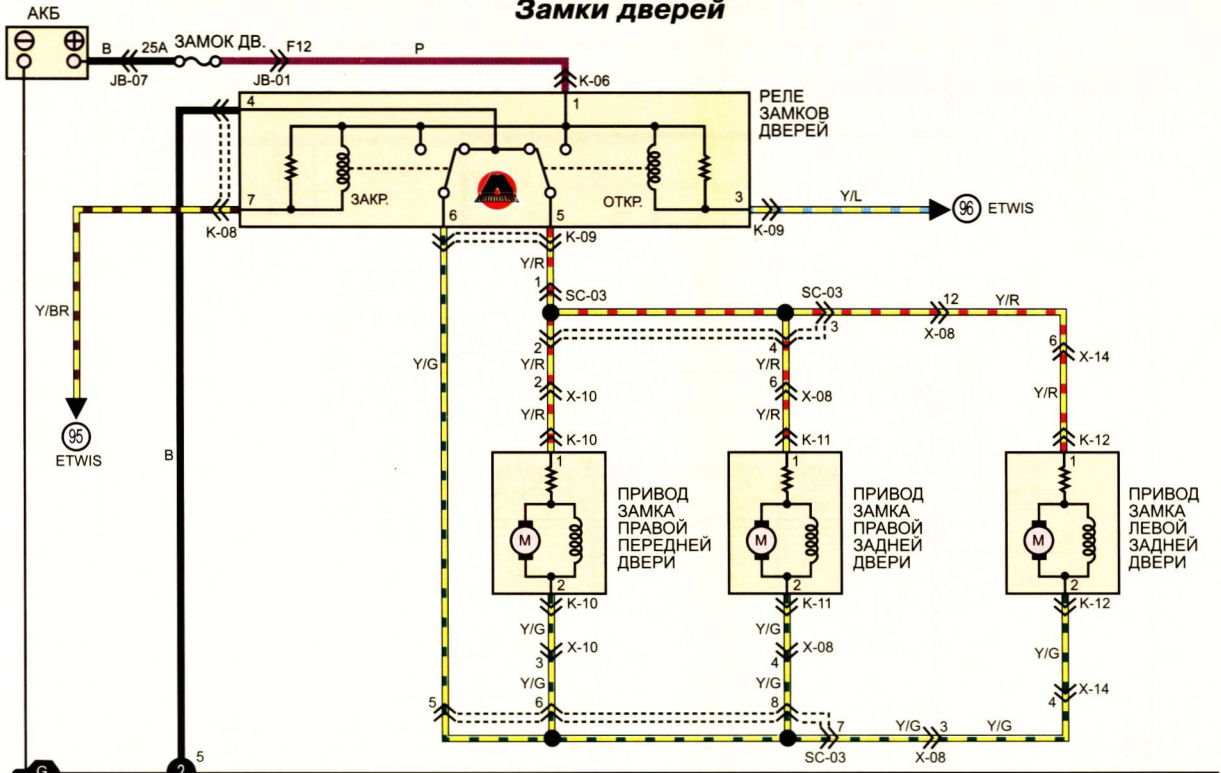 Замки дверей
АКБ
B
25A
ЗАМОК ДВ.
F12
P
JB-07
JB-01
K-06
4
1
РЕЛЕ
ЗАМКОВ
ДВЕРЕЙ
7
ЗАКР.
ОТКР.
3
Y/L
96
ETWIS
K-08
6
5
K-09
K-09
Y/R
1
SC-03
SC-03
12
Y/R
3
X-08
Y/BR
2
4
6
X-14
Y/G
Y/R
Y/R
2
X-10
6
X-08
Y/R
Y/R
Y/R
95
ETWIS
K-10
K-11
K-12
B
1
1
1
M
M
M
ПРИВОД
ЗАМКА
ПРАВОЙ
ПЕРЕДНЕЙ
ДВЕРИ
ПРИВОД
ЗАМКА
ПРАВОЙ
ЗАДНЕЙ
ДВЕРИ
ПРИВОД
ЗАМКА
ЛЕВОЙ
ЗАДНЕЙ
ДВЕРИ
2
2
2
K-10
K-11
K-12
Y/G
Y/G
Y/G
X-10
X-08
3
4
X-14
Y/G
Y/G
4
5
6
8
7
Y/G
3
Y/G
SC-03
X-08
5
G
2